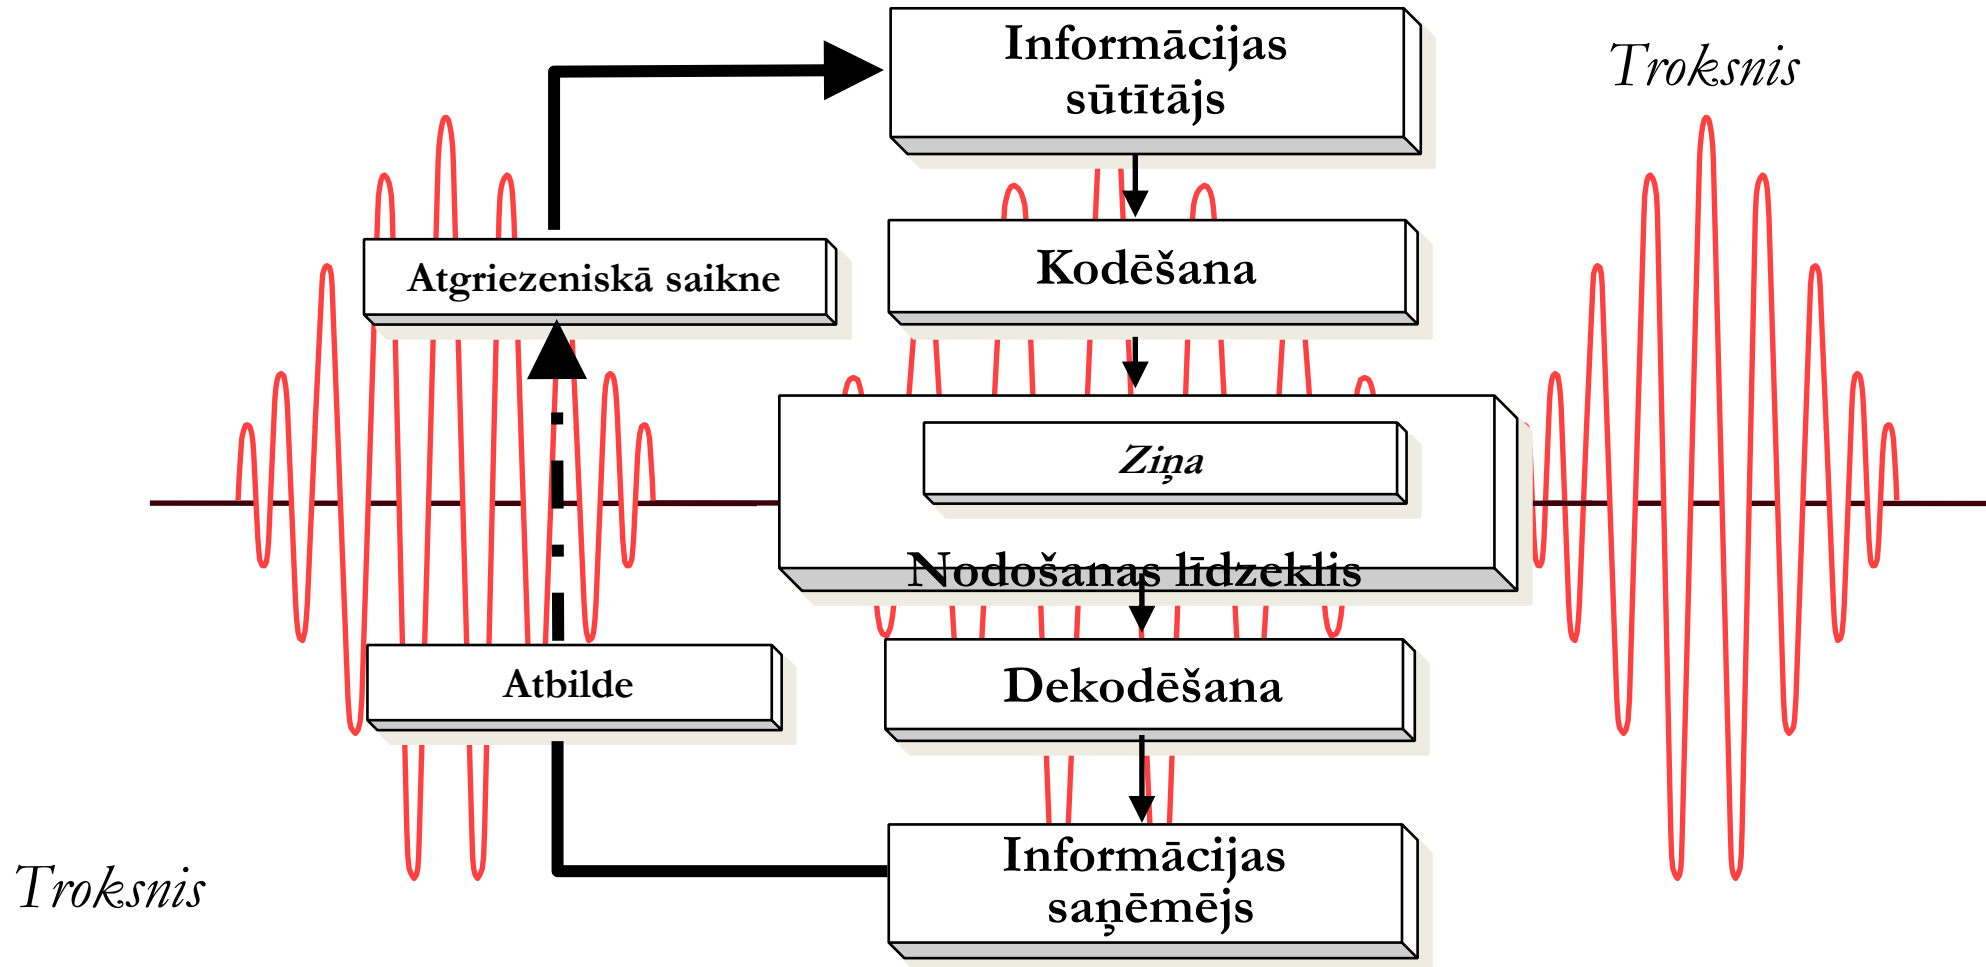 Informācijas
sūtītājs
Troksnis
Kodēšana
Atgriezeniskā saikne
Ziņa
Nodošanas līdzeklis
Atbilde
Dekodēšana
Informācijas
saņēmējs
Troksnis